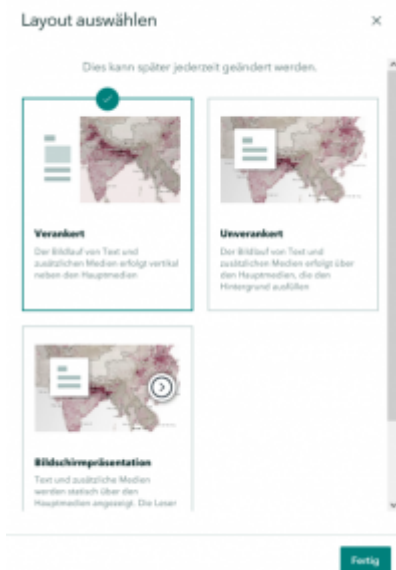 Layout auswählen
Dies kann später jederzeit geändert werden.
Verankert
Der Bildlauf von Text und
zusätzlichen Medien erfolgt vertikal
neben den Hauptmedien
Unverankert
Der Bildlauf von Text und
zusätzlichen Medien erfolgt über
den Hauptmedien, die den
Hintergrund ausfüllen
Bildschirmpräsentation
Text und zusätzliche Medien
werden statisch über den
Hauptmedien angezeigt. Die Leser
Fertig